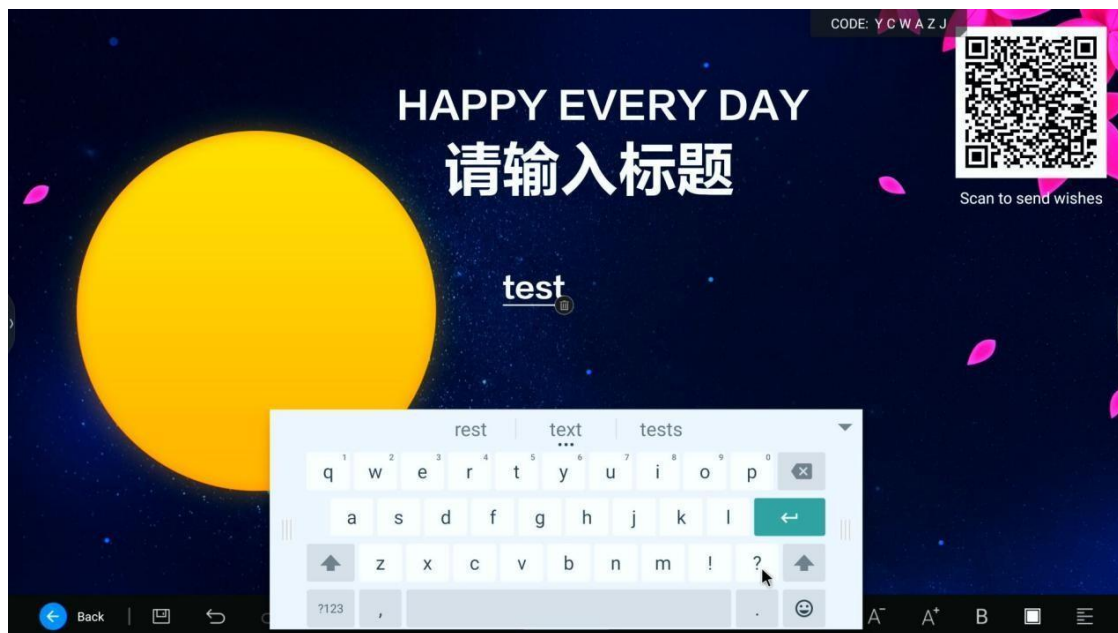 CODE: Y C W A Z J
HAPPY EVERY DAY
请输入标题
Scan to send wishes
test
rest text tests
1 2 3 4 5 6 7 8 9 0
q w e r t y u i o p
a s d f g h j k l
z x c v b n m ! ?
?123 , .
Back A- A+ B